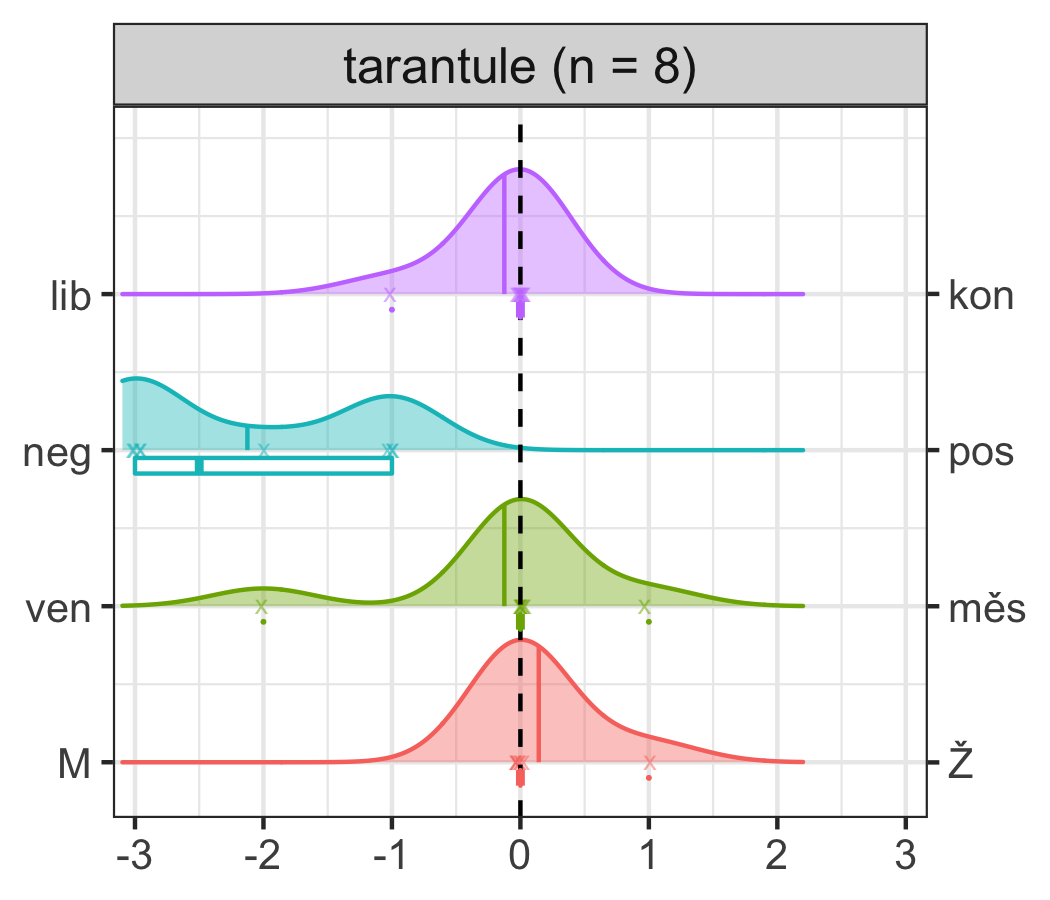 tarantule (n = 8)
lib kon
neg pos
ven měs
M Ž
-3 -2 -1 0 1 2 3